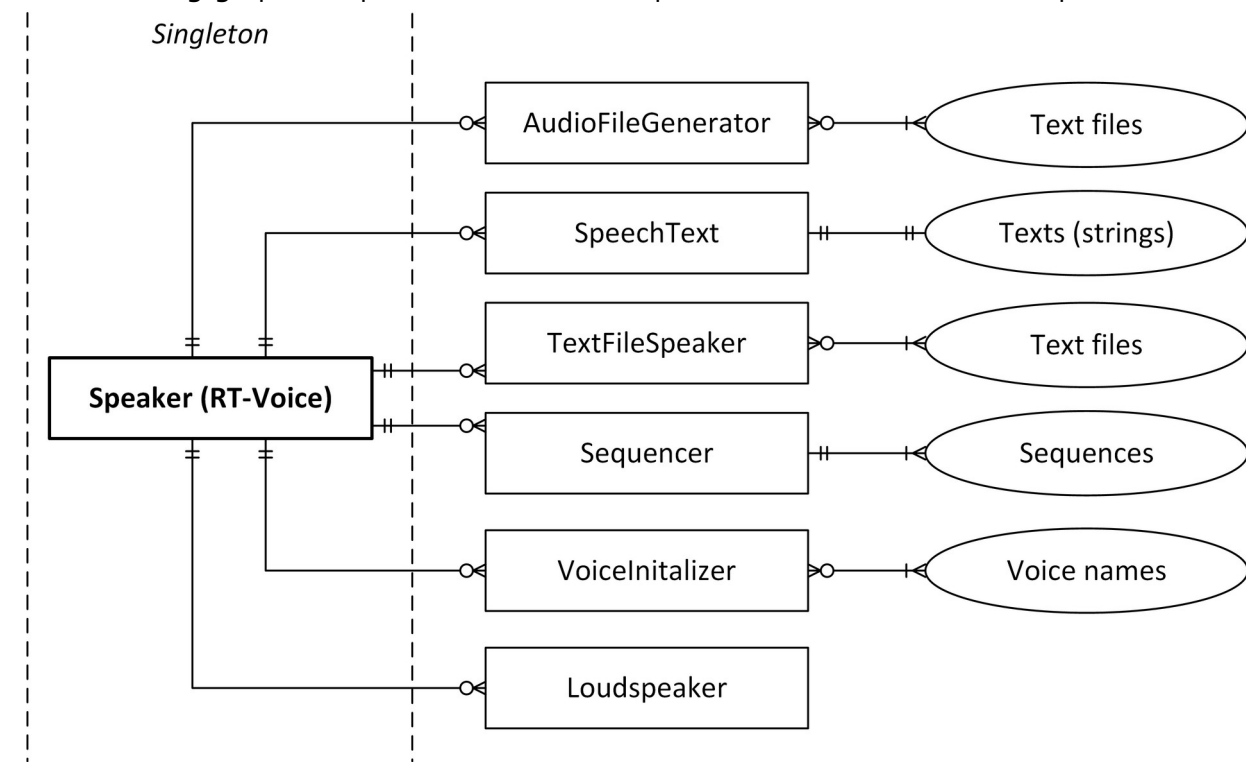 Singleton
AudioFileGenerator
Text files
SpeechText
Texts (strings)
TextFileSpeaker
Text files
Speaker (RT-Voice)
Sequencer
Sequences
VoiceInitalizer
Voice names
Loudspeaker